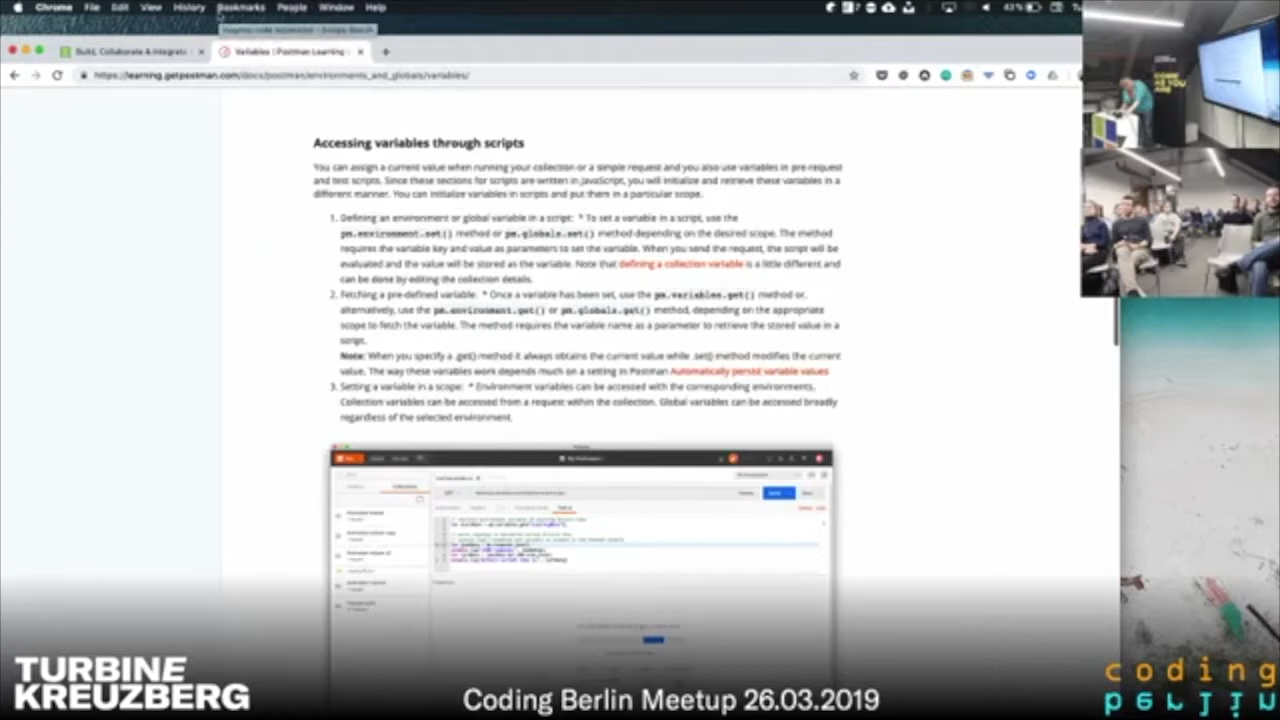 Chrome File Edit View History Bookmarks People Window Help
43%
Build, Collaborate & Integrate
Variables | Postman Learning
https://learning.getpostman.com/docs/postman/environments_and_globals/variables/
COME
AS YOU
ARE
Accessing variables through scripts
You can assign a current value when running your collection or a simple request and you also use variables in pre-request
and test scripts. Since these sections for scripts are written in JavaScript, you will initialize and retrieve these variables in a
different manner. You can initialize variables in scripts and put them in a particular scope.
1. Defining an environment or global variable in a script: * To set a variable in a script, use the
pm.environment.set() method or pm.globals.set() method depending on the desired scope. The method
requires the variable key and value as parameters to set the variable. When you send the request, the script will be
evaluated and the value will be stored as the variable. Note that defining a collection variable is a little different and
can be done by editing the collection details.
2. Fetching a pre-defined variable: * Once a variable has been set, use the pm.variables.get() method or,
alternatively, use the pm.environment.get() or pm.globals.get() method, depending on the appropriate
scope to fetch the variable. The method requires the variable name as a parameter to retrieve the stored value in a
script.
Note: When you specify a .get() method it always obtains the current value while .set() method modifies the current
value. The way these variables work depends much on a setting in Postman Automatically persist variable values
3. Setting a variable in a scope: * Environment variables can be accessed with the corresponding environments.
Collection variables can be accessed from a request within the collection. Global variables can be accessed broadly
regardless of the selected environment.
TURBINE
KREUZBERG
Coding Berlin Meetup 26.03.2019
coding
berlin